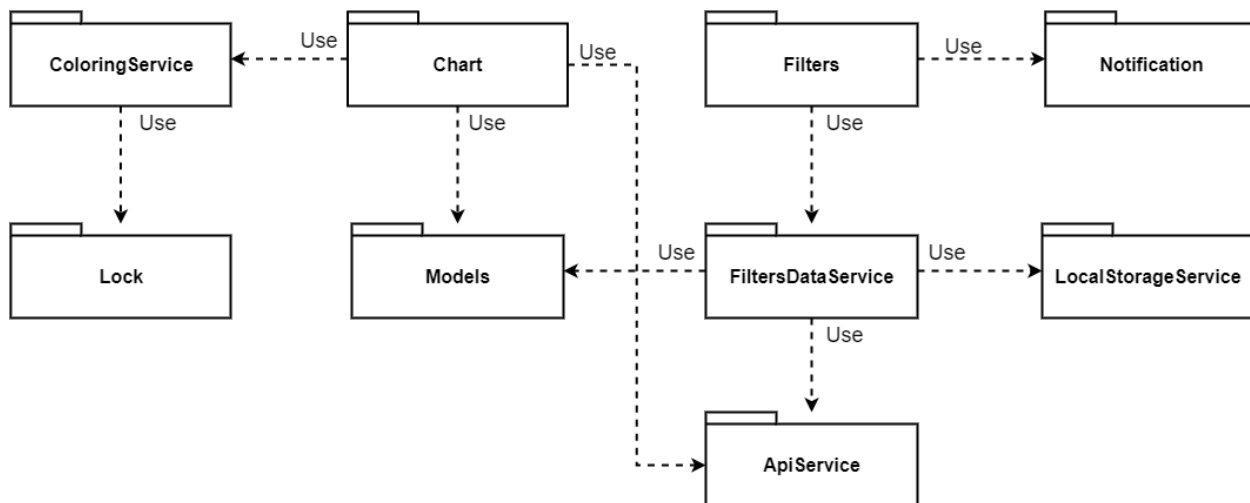 Use
Use
Use
ColoringService
Chart
Filters
Notification
Use
Use
Use
Use
Use
Lock
Models
FiltersDataService
LocalStorageService
Use
ApiService